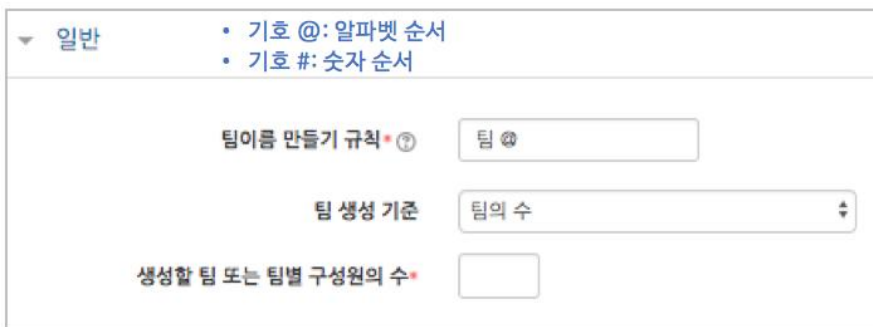 일반
• 기호 @: 알파벳 순서
• 기호 #: 숫자 순서
팀이름 만들기 규칙* ?
팀 @
팀 생성 기준
팀의 수
생성할 팀 또는 팀별 구성원의 수*